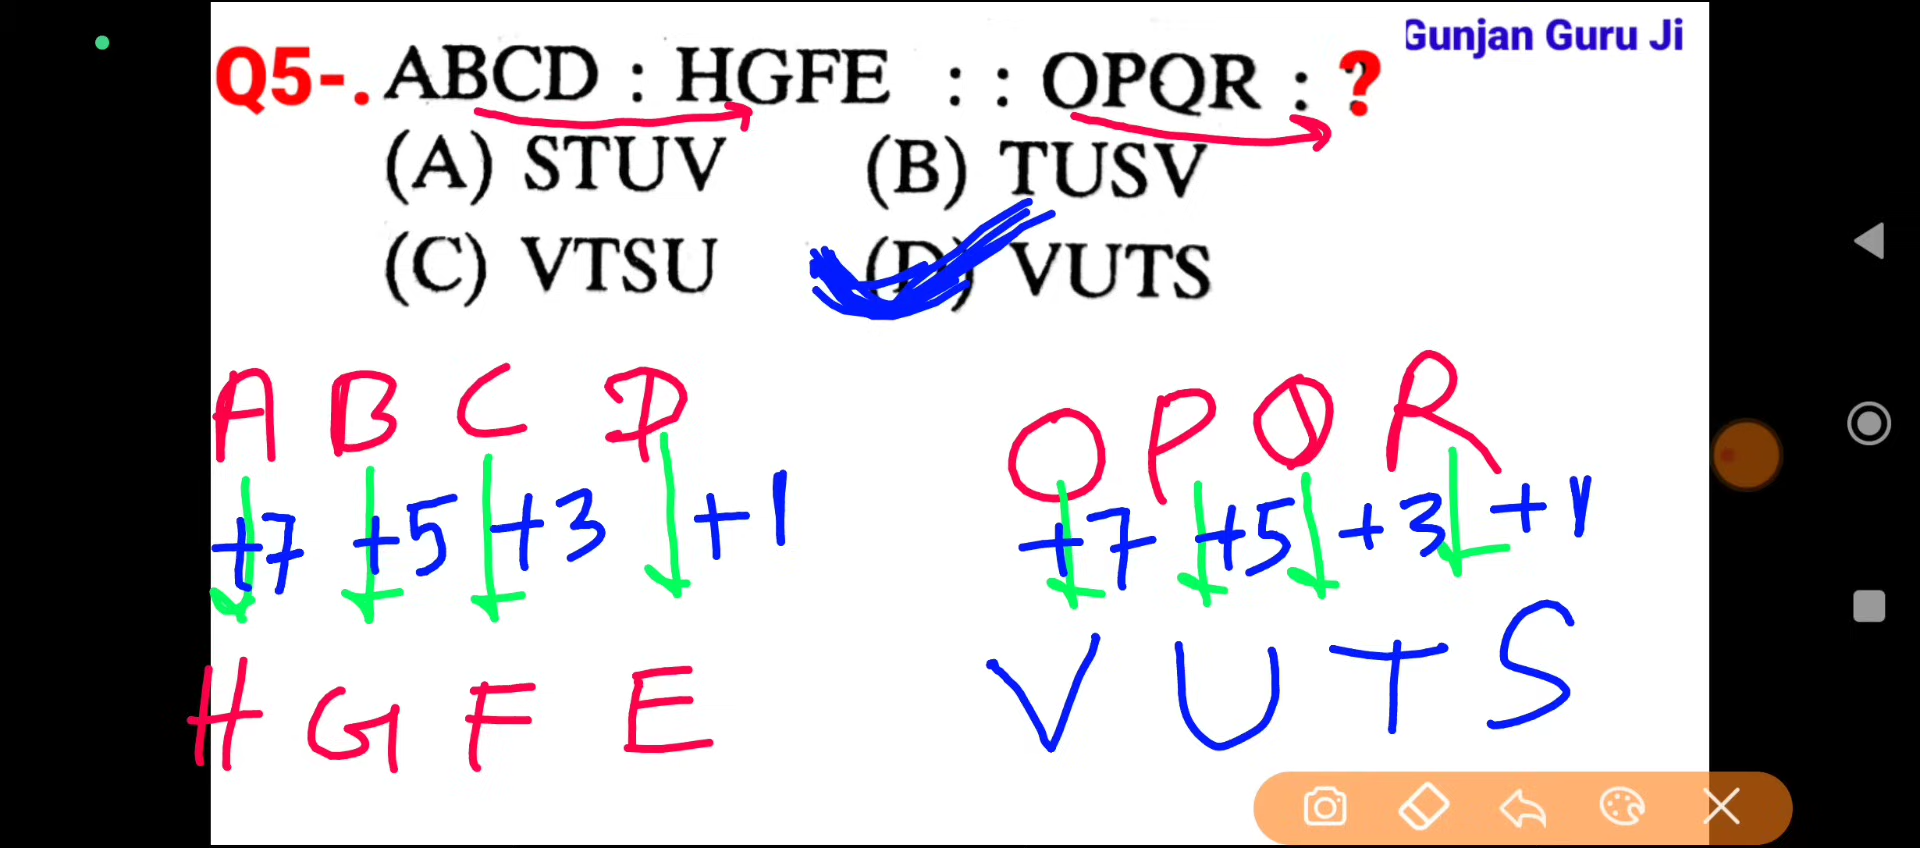 Gunjan Guru Ji
Q5-. ABCD : HGFE : : OPQR : ?
(A) STUV (B) TUSV
(C) VTSU (D) VUTS
A B C D O P Q R
+7 +5 +3 +1 +7 +5 +3 +1
H G F E V U T S